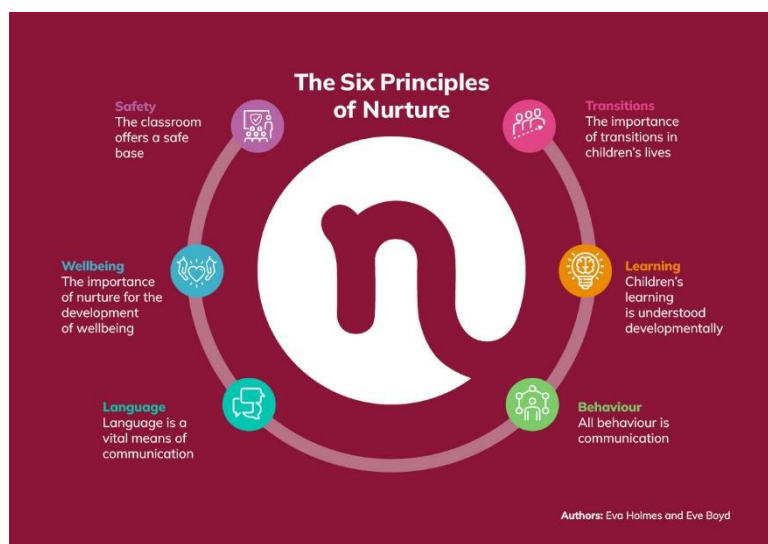 The Six Principles
of Nurture
Safety
The classroom
offers a safe
base
Transitions
The importance
of transitions in
children's lives
Wellbeing
The importance
of nurture for the
development
of wellbeing
Learning
Children's
learning
is understood
developmentally
Language
Language is a
vital means of
communication
Behaviour
All behaviour is
communication
n
Authors: Eva Holmes and Eve Boyd